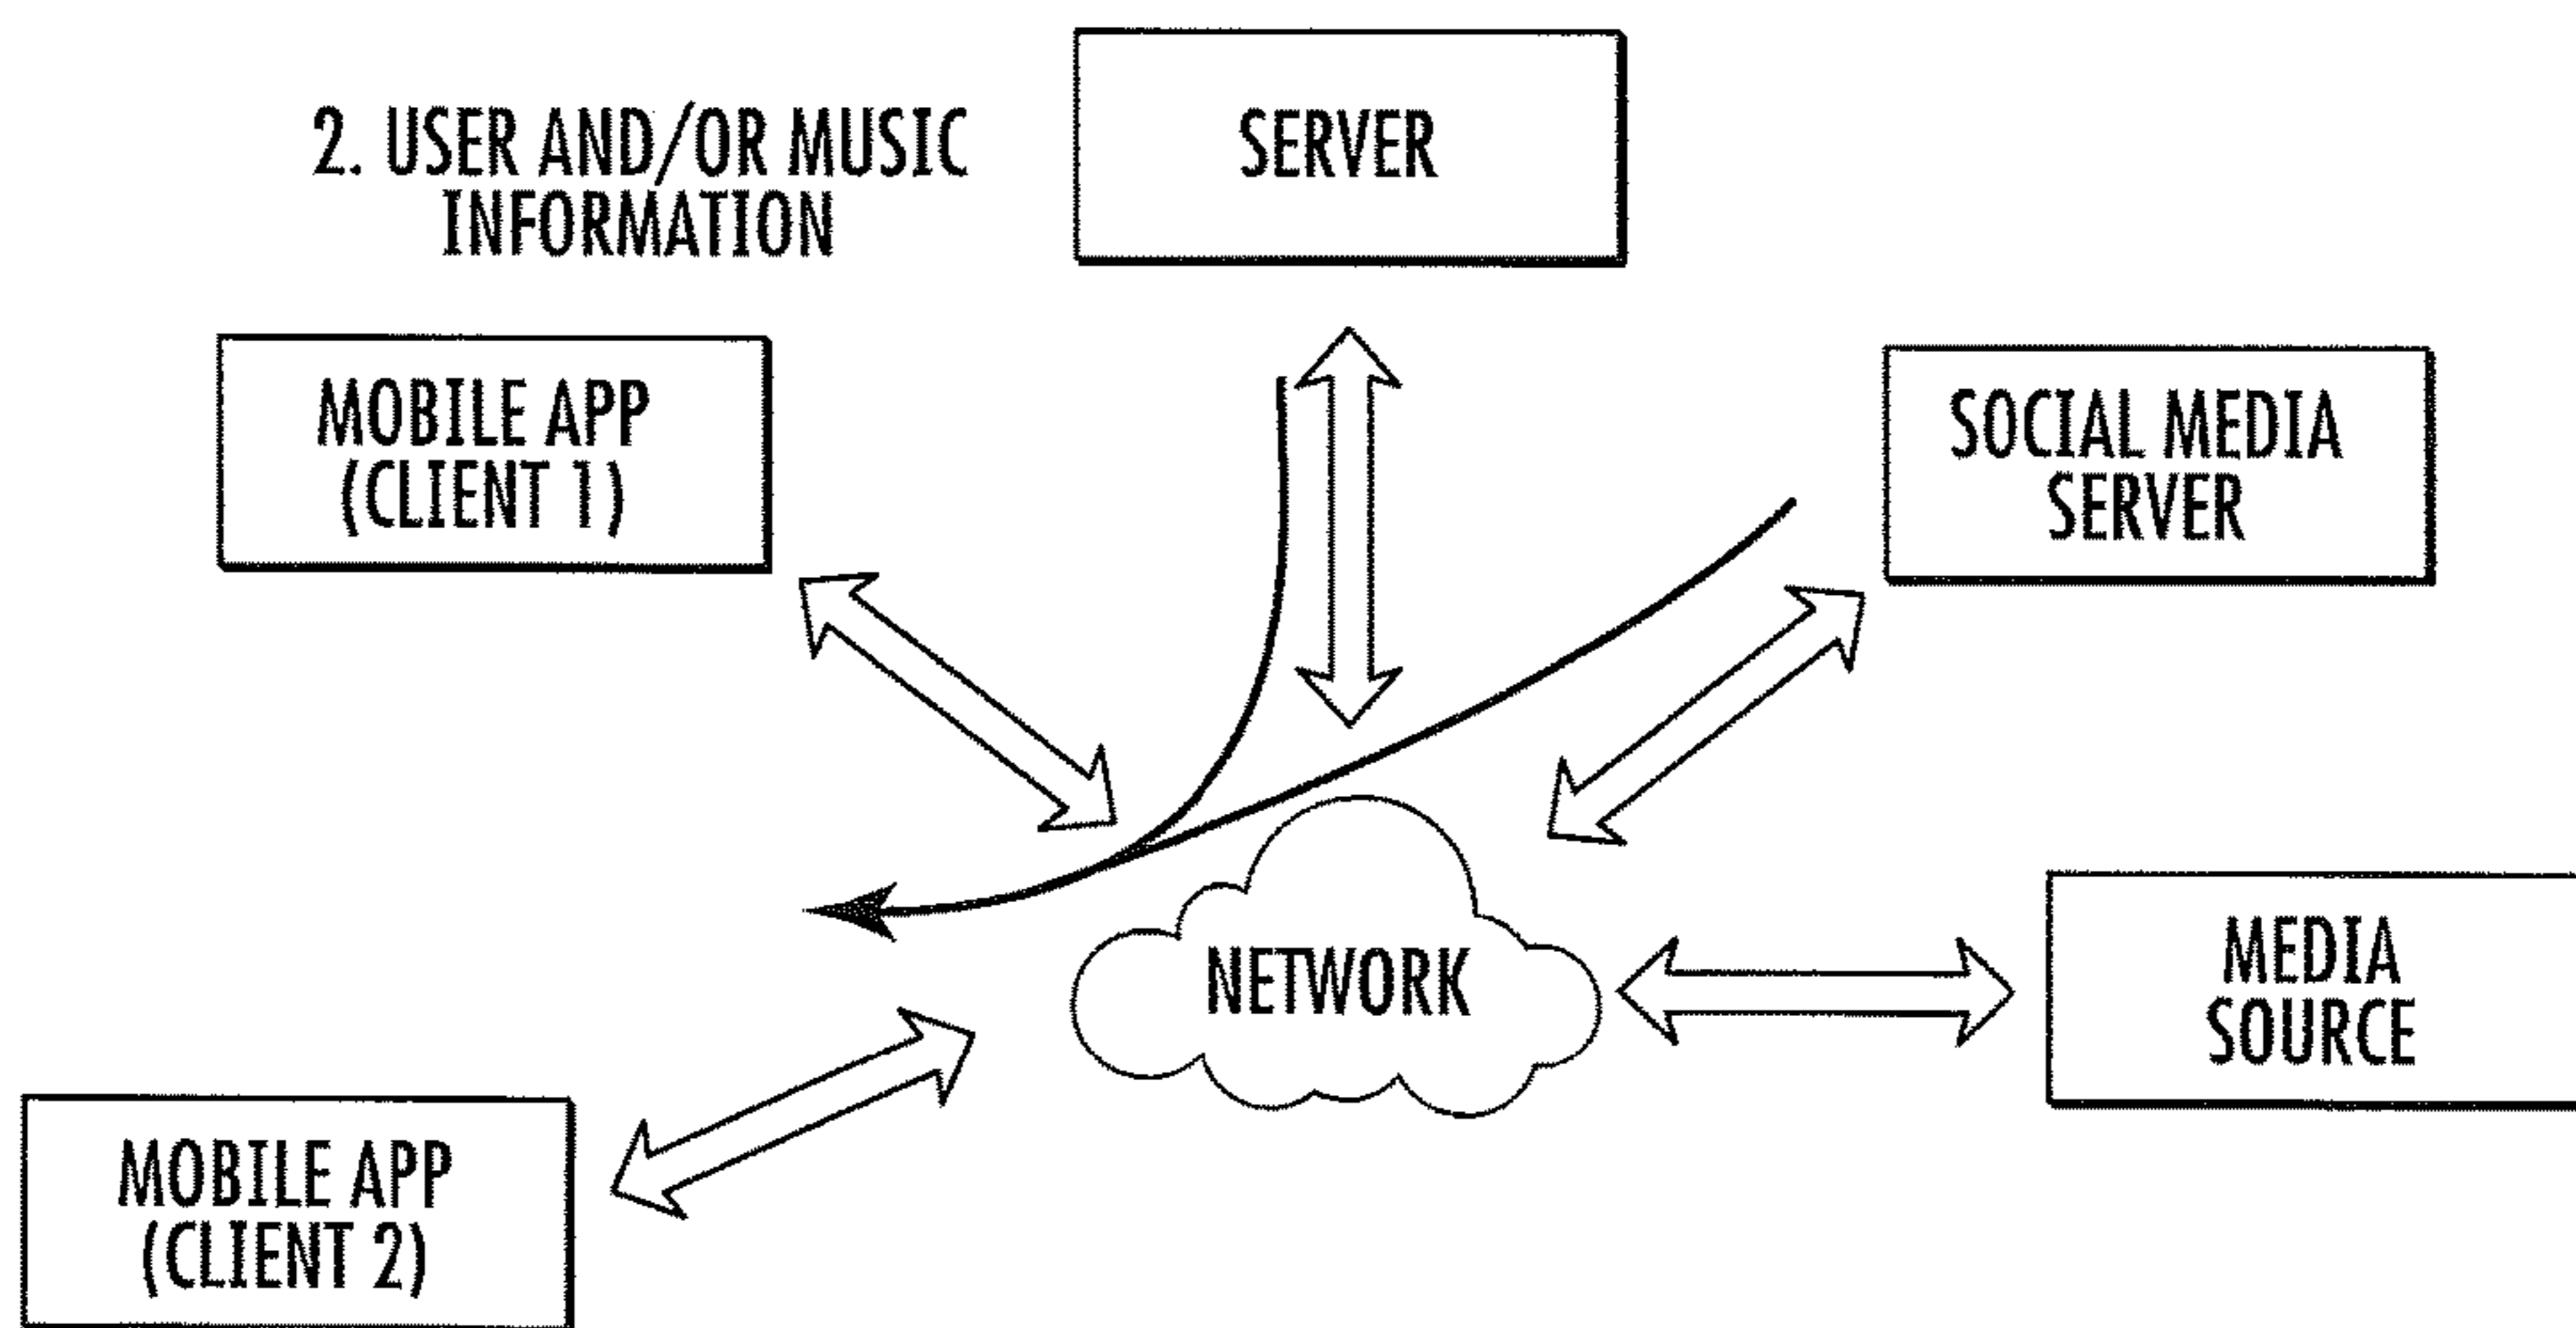 2. USER AND/OR MUSIC
INFORMATION
SERVER
MOBILE APP
(CLIENT 1)
SOCIAL MEDIA
SERVER
NETWORK
MEDIA
SOURCE
MOBILE APP
(CLIENT 2)